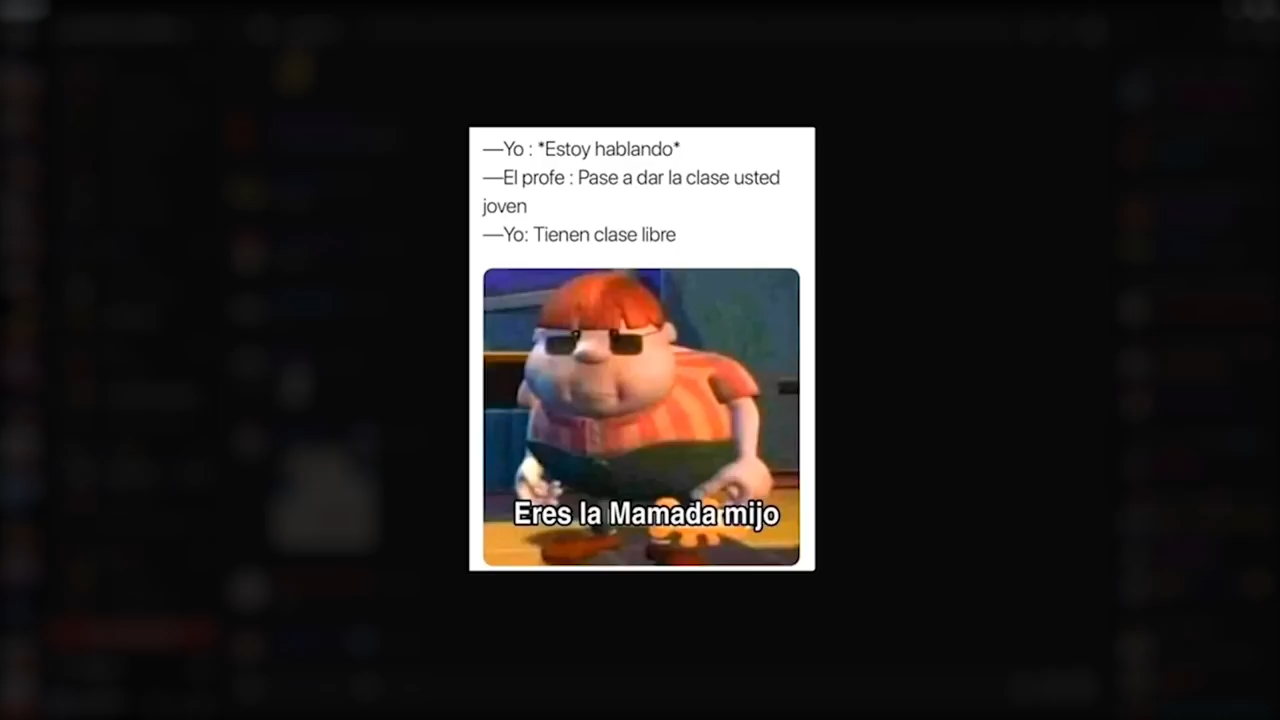 —Yo : *Estoy hablando*
—El profe : Pase a dar la clase usted
joven
—Yo: Tienen clase libre
Eres la Mamada mijo